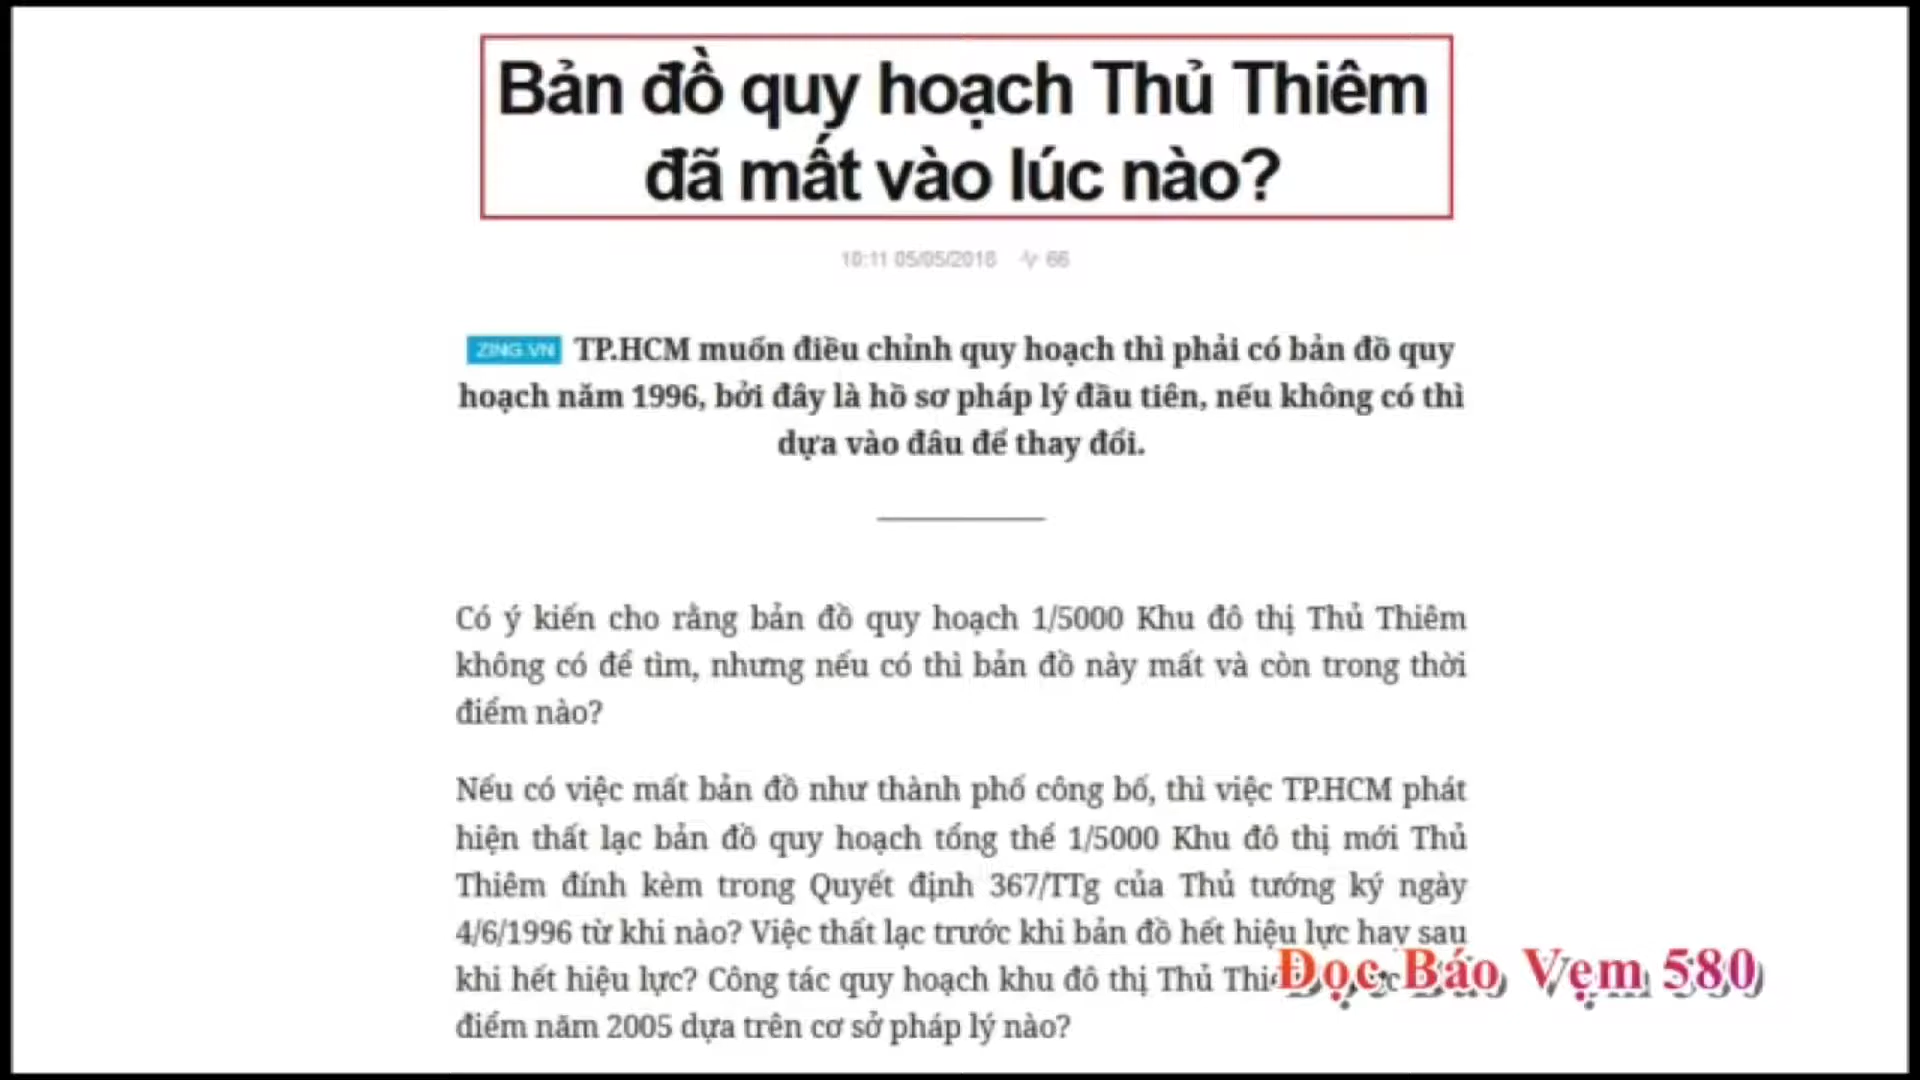 Bản đồ quy hoạch Thủ Thiêm
đã mất vào lúc nào?
10:11 05/05/2018 66
ZING.VN TP.HCM muốn điều chỉnh quy hoạch thì phải có bản đồ quy
hoạch năm 1996, bởi đây là hồ sơ pháp lý đầu tiên, nếu không có thì
dựa vào đâu để thay đổi.
Có ý kiến cho rằng bản đồ quy hoạch 1/5000 Khu đô thị Thủ Thiêm
không có để tìm, nhưng nếu có thì bản đồ này mất và còn trong thời
điểm nào?
Nếu có việc mất bản đồ như thành phố công bố, thì việc TP.HCM phát
hiện thất lạc bản đồ quy hoạch tổng thể 1/5000 Khu đô thị mới Thủ
Thiêm đính kèm trong Quyết định 367/TTg của Thủ tướng ký ngày
4/6/1996 từ khi nào? Việc thất lạc trước khi bản đồ hết hiệu lực hay sau
khi hết hiệu lực? Công tác quy hoạch khu đô thị Thủ
điểm năm 2005 dựa trên cơ sở pháp lý nào?
Đọc Báo Vẹm 580